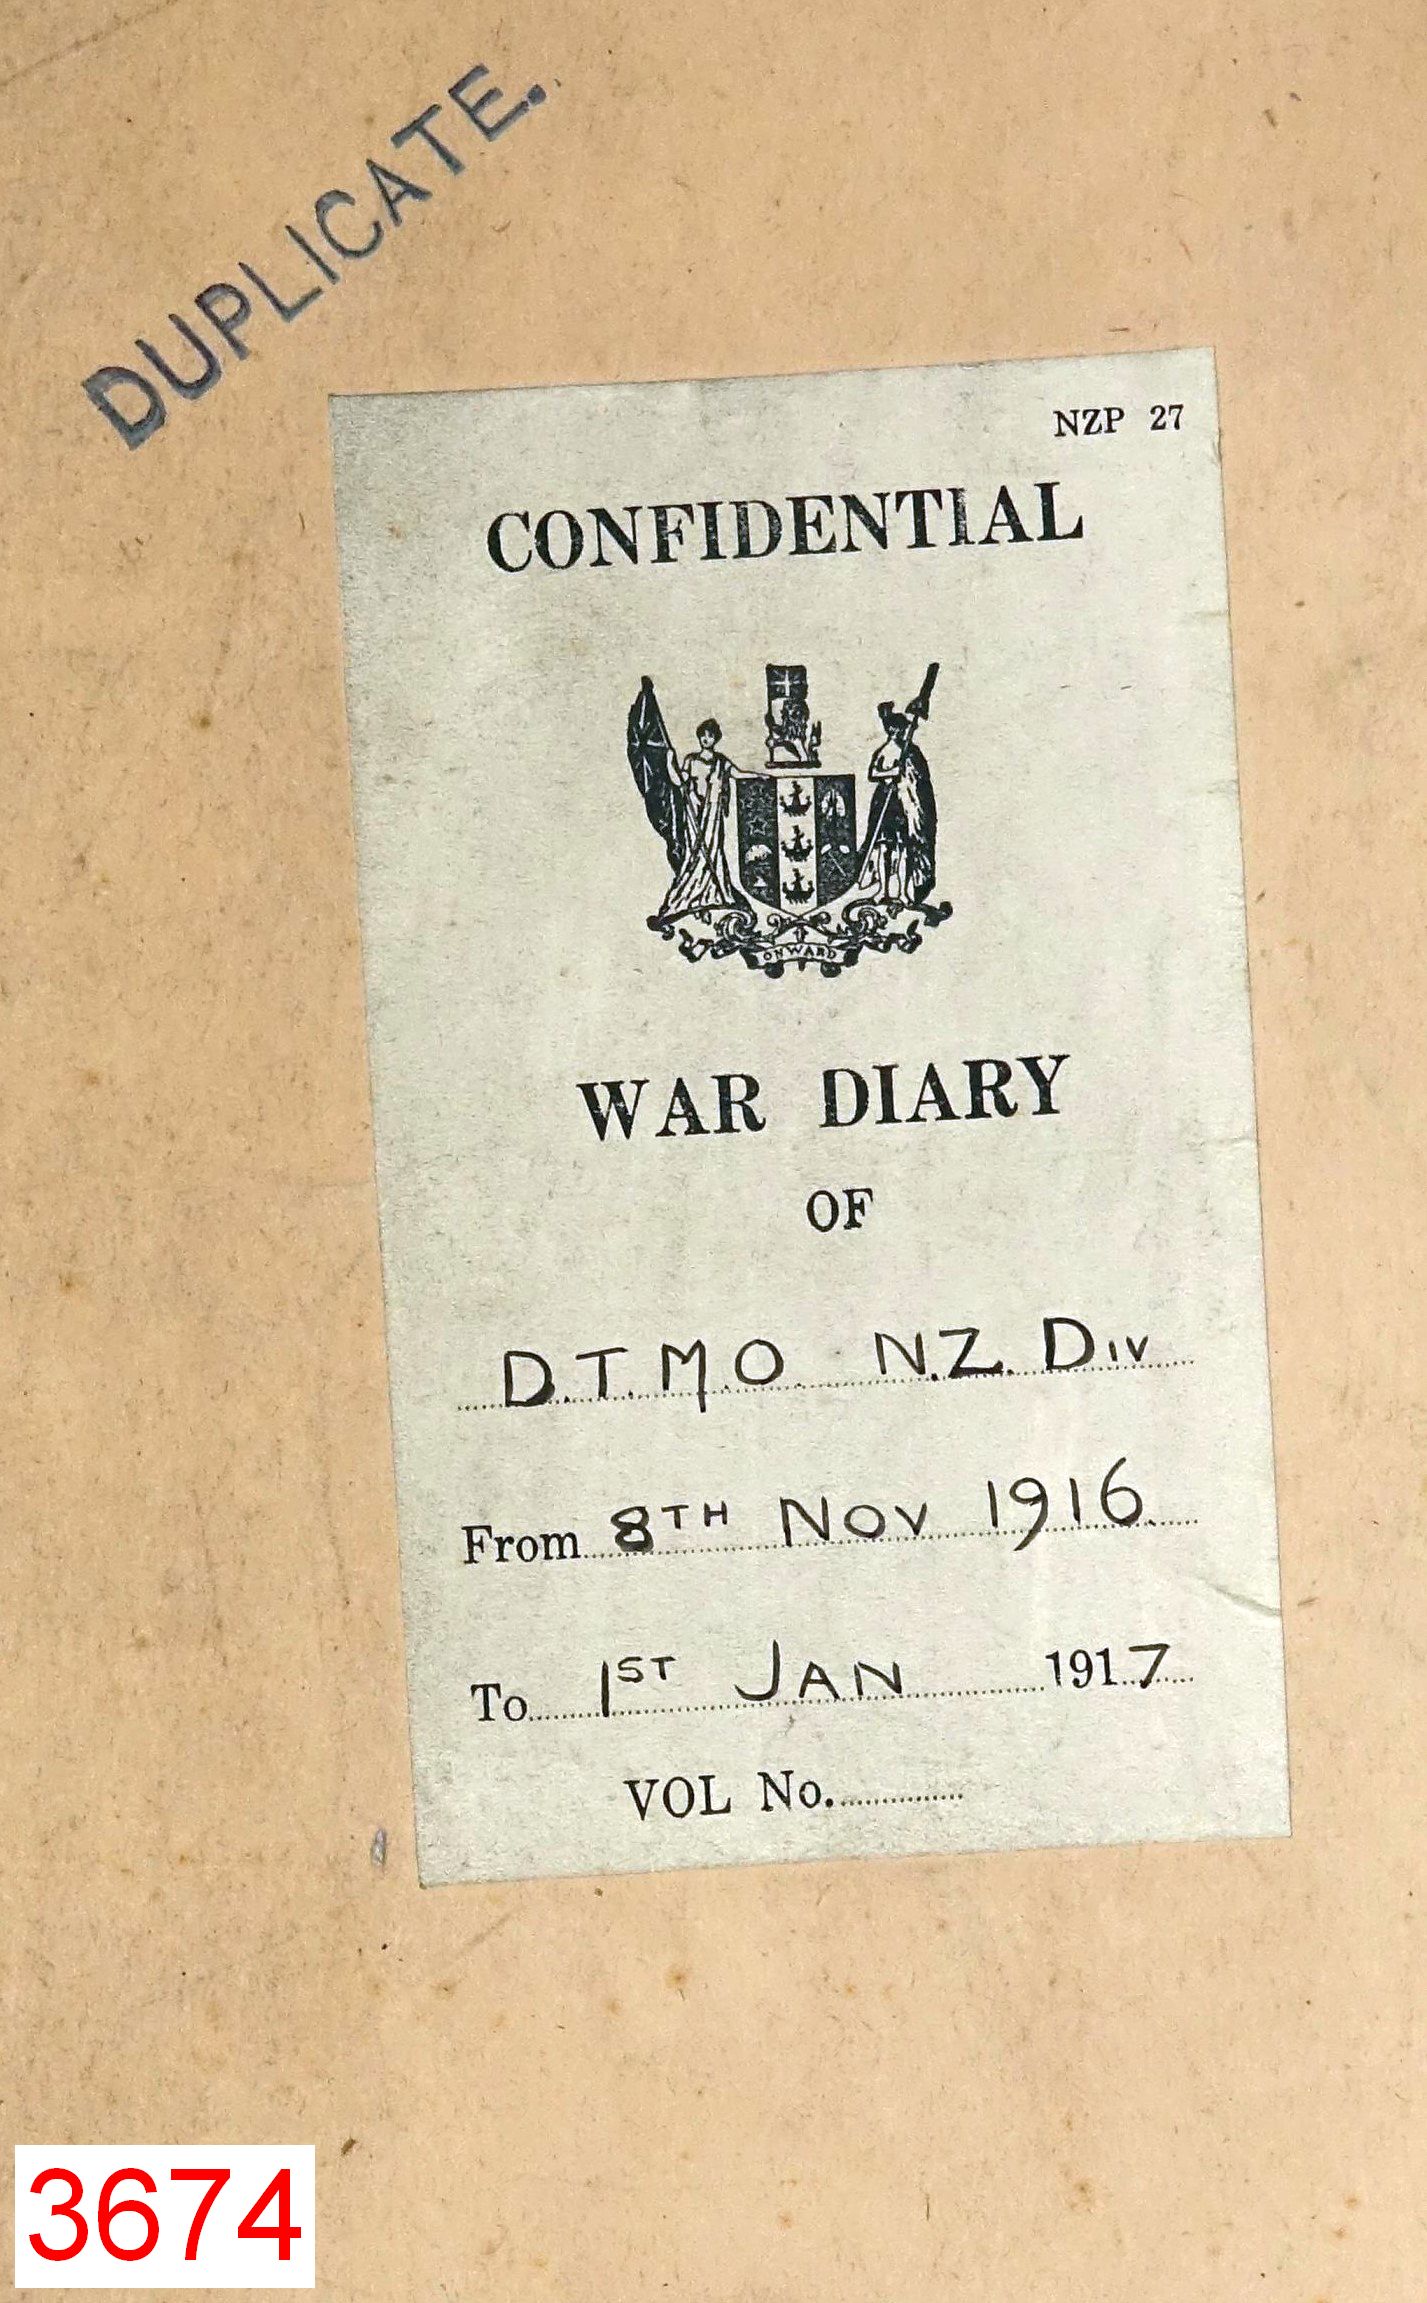 DUPLICATE.
NZP 27
CONFIDENTIAL
ONWARD
WAR DIARY
OF
D.T.M.O. N.Z. DIV
From 8TH NOV 1916.
To 1ST JAN 1917
VOL No.
3674